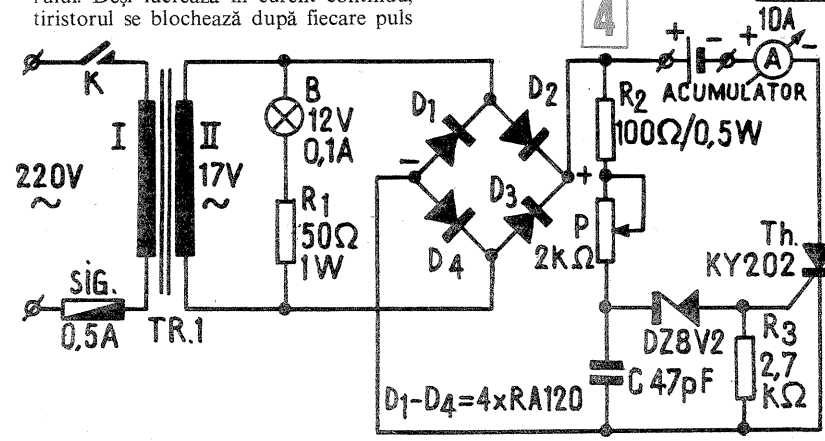 rului. Deși lucrează în curent continuu,
tiristorul se blochează după fiecare puls
4
K
I
II
220V
~
17V
~
SIG.
0,5A
TR.1
B
12V
0,1A
R1
50Ω
1W
D1
D2
D3
D4
-
+
R2
100Ω/0,5W
P
2KΩ
+
-
ACUMULATOR
+
10A
A
-
Th.
KY202
DZ8V2
R3
2,7
KΩ
C 47pF
D1-D4=4xRA120